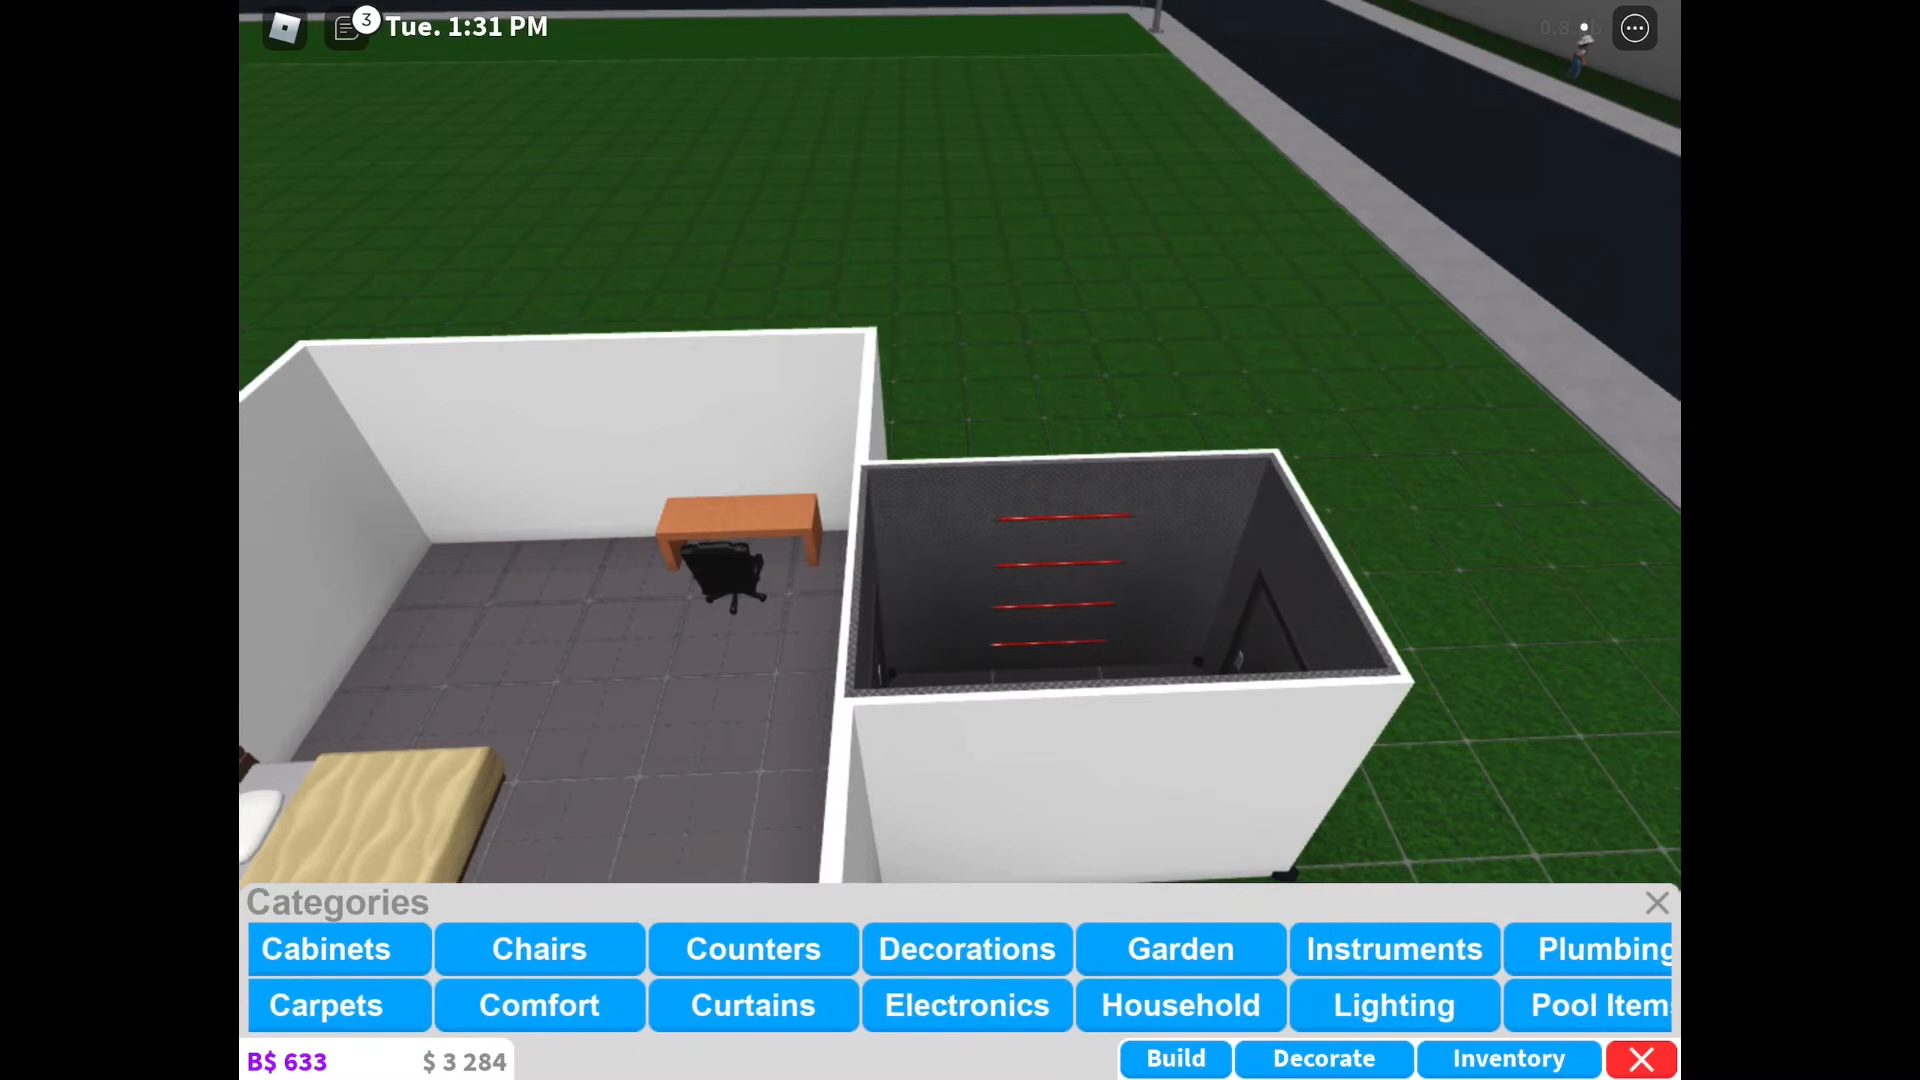 3
Tue. 1:31 PM
Categories
Cabinets Chairs Counters Decorations Garden Instruments Plumbing
Carpets Comfort Curtains Electronics Household Lighting Pool Item
B$ 633 $ 3 284 Build Decorate Inventory